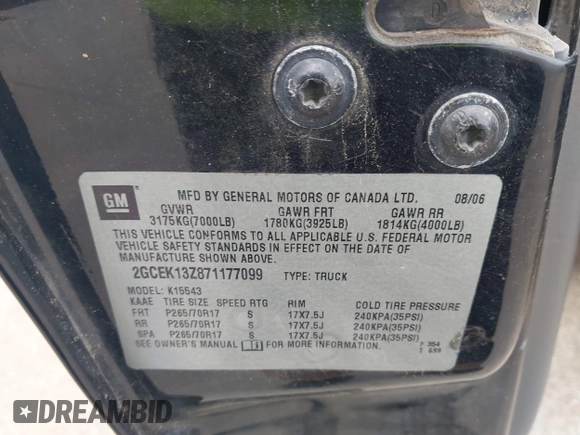 GM
MFD BY GENERAL MOTORS OF CANADA LTD. 08/06
GVWR GAWR FRT GAWR RR
3175KG(7000LB) 1780KG(3925LB) 1814KG(4000LB)
THIS VEHICLE CONFORMS TO ALL APPLICABLE U.S. FEDERAL MOTOR
VEHICLE SAFETY STANDARDS IN EFFECT ON THE DATE OF
MANUFACTURE SHOWN ABOVE.
2GCEK13Z871177099 TYPE: TRUCK
MODEL: K15543
KAAE TIRE SIZE SPEED RTG RIM COLD TIRE PRESSURE
FRT P265/70R17 S 17X7.5J 240KPA(35PSI)
RR P265/70R17 S 17X7.5J 240KPA(35PSI)
SPA P265/70R17 S 17X7.5J 240KPA(35PSI)
SEE OWNER'S MANUAL FOR MORE INFORMATION.
DREAMBID